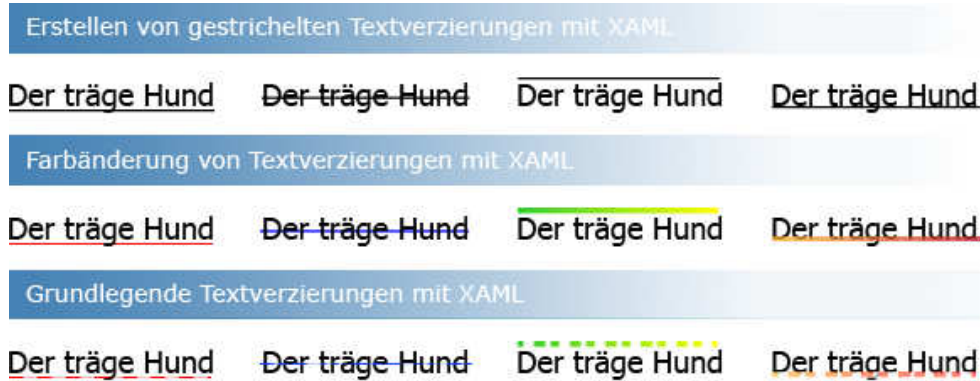 Erstellen von gestrichelten Textverzierungen mit XAML
Der träge Hund Der träge Hund Der träge Hund Der träge Hund
Farbänderung von Textverzierungen mit XAML
Der träge Hund Der träge Hund Der träge Hund Der träge Hund
Grundlegende Textverzierungen mit XAML
Der träge Hund Der träge Hund Der träge Hund Der träge Hund